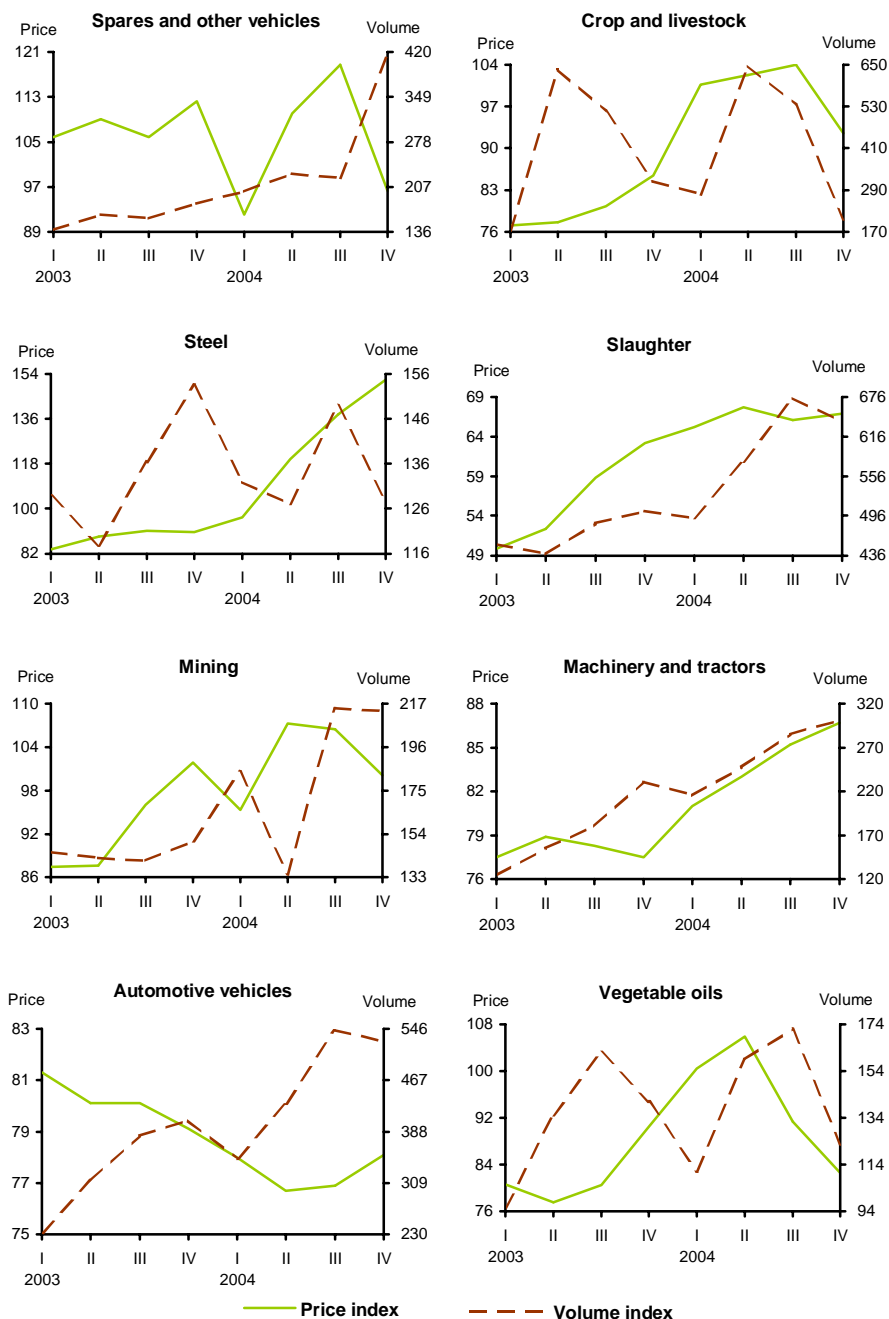 Spares and other vehicles
Price
Volume
121
113
105
97
89
420
349
278
207
136
I II III IV I II III IV
2003 2004
Crop and livestock
Price
Volume
104
97
90
83
76
650
530
410
290
170
I II III IV I II III IV
2003 2004
Steel
Price
Volume
154
136
118
100
82
156
146
136
126
116
I II III IV I II III IV
2003 2004
Slaughter
Price
Volume
69
64
59
54
49
676
616
556
496
436
I II III IV I II III IV
2003 2004
Mining
Price
Volume
110
104
98
92
86
217
196
175
154
133
I II III IV I II III IV
2003 2004
Machinery and tractors
Price
Volume
88
85
82
79
76
320
270
220
170
120
I II III IV I II III IV
2003 2004
Automotive vehicles
Price
Volume
83
81
79
77
75
546
467
388
309
230
I II III IV I II III IV
2003 2004
Vegetable oils
Price
Volume
108
100
92
84
76
174
154
134
114
94
I II III IV I II III IV
2003 2004
Price index
Volume index